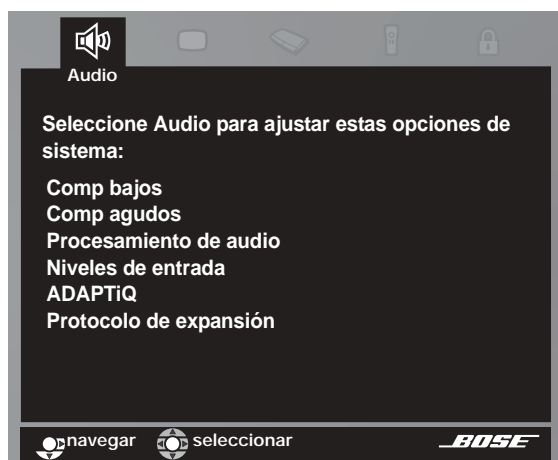 Audio
Seleccione Audio para ajustar estas opciones de
sistema:
Comp bajos
Comp agudos
Procesamiento de audio
Niveles de entrada
ADAPTiQ
Protocolo de expansión
navegar seleccionar BOSE